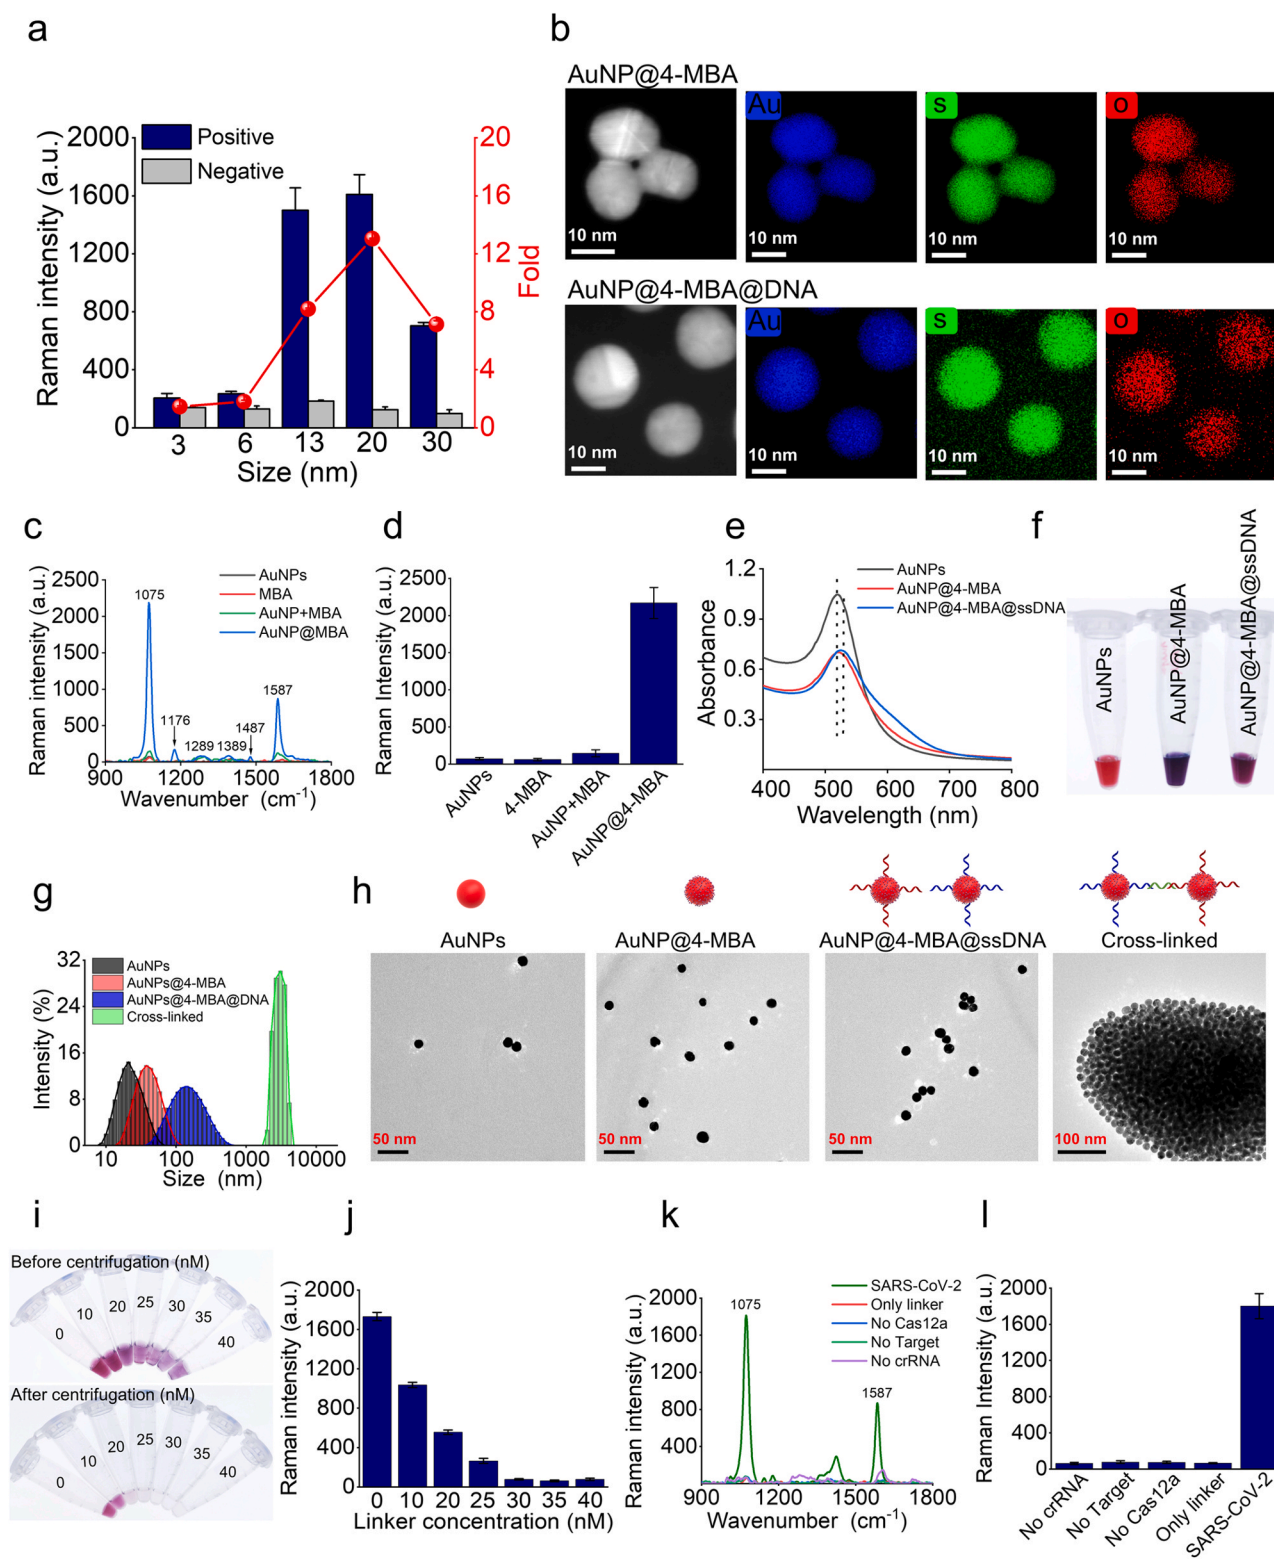 a
Positive
Negative
Raman intensity (a.u.)
2000
1600
1200
800
400
0
20
16
12
8
4
0
Fold
3 6 13 20 30
Size (nm)
b
AuNP@4-MBA
Au
S
O
10 nm
10 nm
10 nm
10 nm
AuNP@4-MBA@DNA
Au
S
O
10 nm
10 nm
10 nm
10 nm
c
Raman intensity (a.u.)
2500
2000
1500
1000
500
0
AuNPs
MBA
AuNP+MBA
AuNP@MBA
1075
1176
1289
1389
1487
1587
900 1200 1500 1800
Wavenumber (cm⁻¹)
d
Raman Intensity (a.u.)
2500
2000
1500
1000
500
0
AuNPs
4-MBA
AuNP+MBA
AuNP@4-MBA
e
Absorbance
1.2
0.9
0.6
0.3
AuNPs
AuNP@4-MBA
AuNP@4-MBA@ssDNA
400 500 600 700 800
Wavelength (nm)
f
AuNPs
AuNP@4-MBA
AuNP@4-MBA@ssDNA
g
Intensity (%)
32
24
16
8
0
AuNPs
AuNPs@4-MBA
AuNPs@4-MBA@DNA
Cross-linked
10 100 1000 10000
Size (nm)
h
AuNPs
AuNP@4-MBA
AuNP@4-MBA@ssDNA
Cross-linked
50 nm
50 nm
50 nm
100 nm
i
Before centrifugation (nM)
0
10
20
25
30
35
40
After centrifugation (nM)
0
10
20
25
30
35
40
j
Raman intensity (a.u.)
2000
1600
1200
800
400
0
0 10 20 25 30 35 40
Linker concentration (nM)
k
Raman intensity (a.u.)
2000
1600
1200
800
400
SARS-CoV-2
Only linker
No Cas12a
No Target
No crRNA
1075
1587
900 1200 1500 1800
Wavenumber (cm⁻¹)
l
Raman Intensity (a.u.)
2000
1600
1200
800
400
0
No crRNA
No Target
No Cas12a
Only linker
SARS-CoV-2